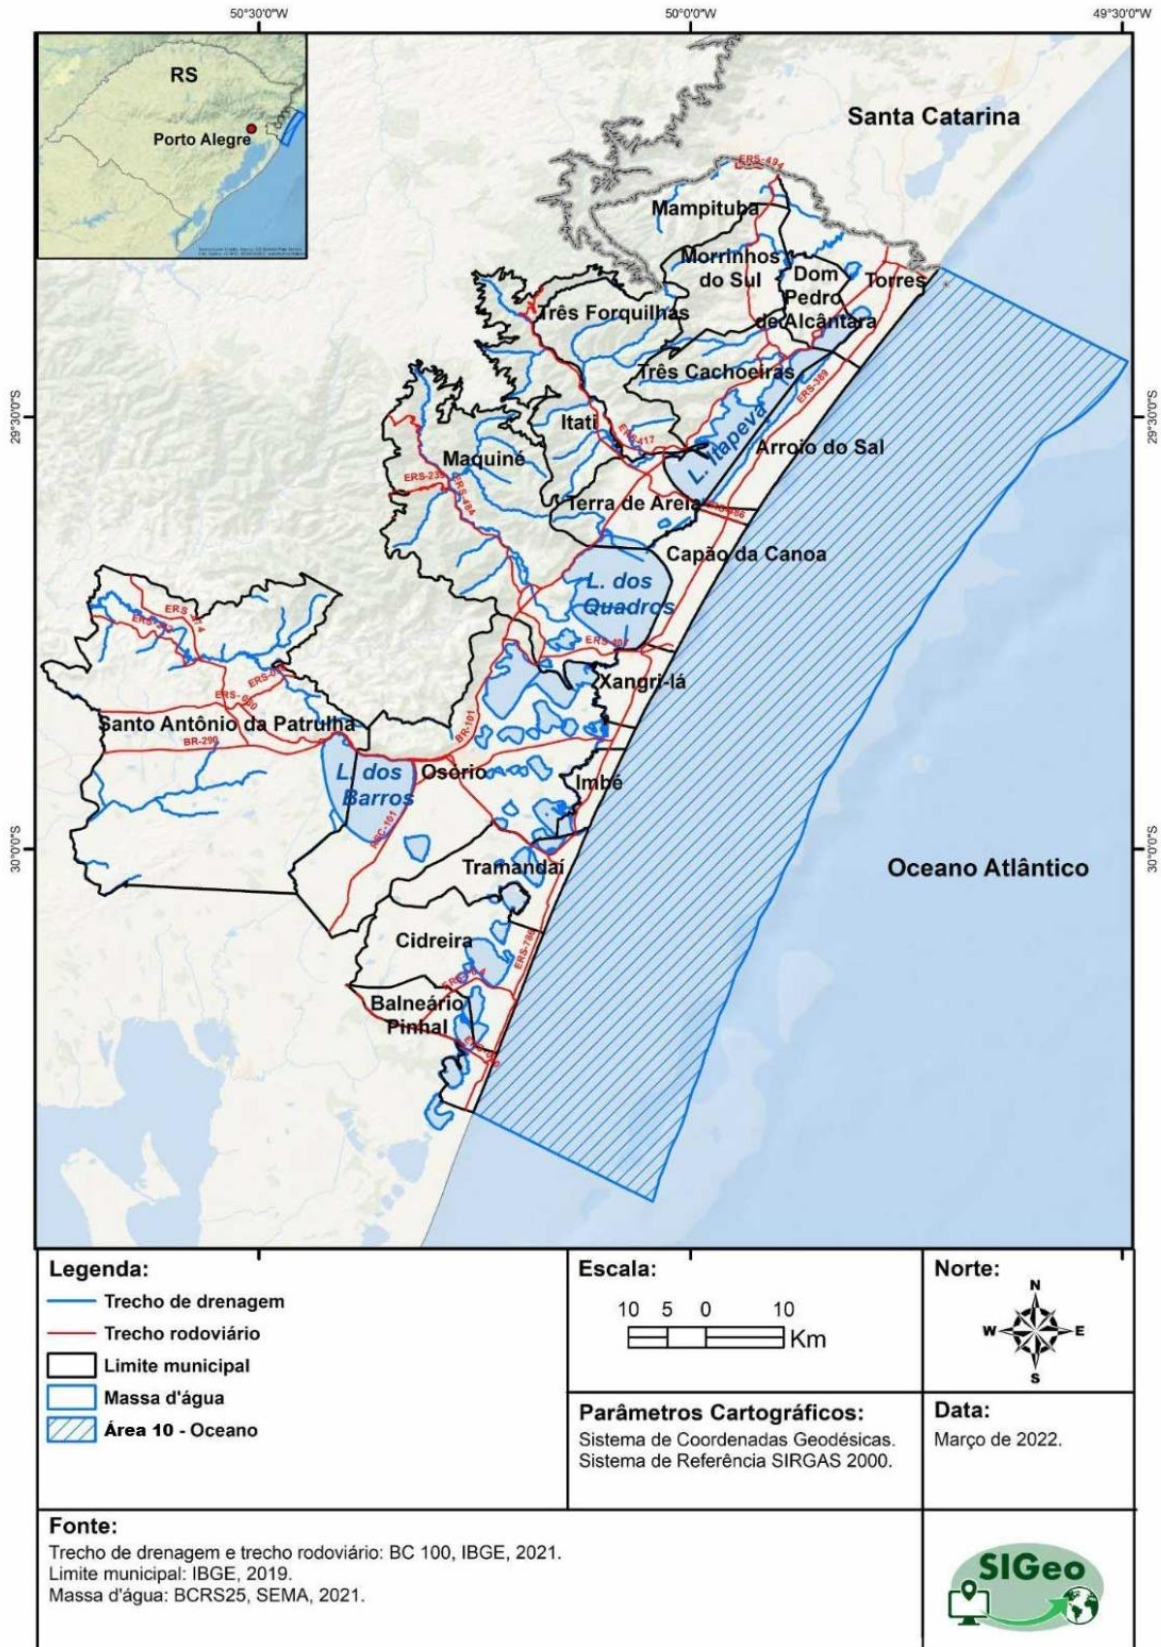 50°30'0"W
50°0'0"W
49°30'0"W
RS
Porto Alegre
Santa Catarina
ERS-494
Mampituba
Morrinhos
do Sul
Dom
Pedro
de Alcântara
Torres
Três Forquilhas
Três Cachoeiras
ERS-389
29°30'0"S
29°30'0"S
Itati
ERS-417
L. Itapeva
Arroio do Sal
Maquiné
ERS-239
ERS-484
Terra de Areia
Capão da Canoa
L. dos
Quadros
ERS-407
ERS-474
Xangri-lá
Santo Antônio da Patrulha
BR-101
BR-290
L. dos
Barros
Osório
Imbé
30°0'0"S
30°0'0"S
Tramandaí
Oceano Atlântico
Cidreira
ERS-786
Balneário
Pinhal
Legenda:
Trecho de drenagem
Trecho rodoviário
Limite municipal
Massa d'água
Área 10 - Oceano
Escala:
10 5 0 10
Km
Norte:
N
W E
S
Parâmetros Cartográficos:
Sistema de Coordenadas Geodésicas.
Sistema de Referência SIRGAS 2000.
Data:
Março de 2022.
Fonte:
Trecho de drenagem e trecho rodoviário: BC 100, IBGE, 2021.
Limite municipal: IBGE, 2019.
Massa d'água: BCRS25, SEMA, 2021.
SIGeo